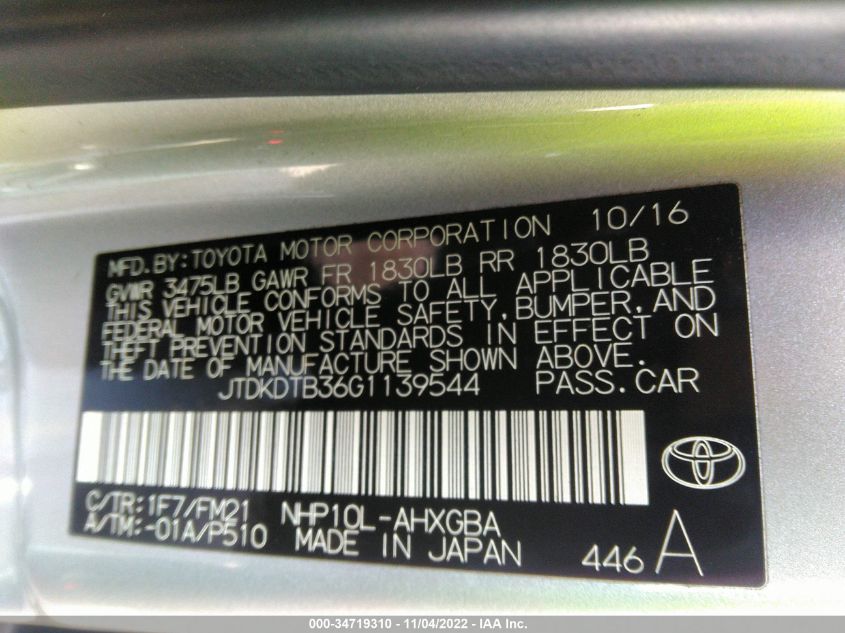 MFD.BY:TOYOTA MOTOR CORPORATION 10/16
GVWR 3475LB GAWR FR 1830LB RR 1830LB
THIS VEHICLE CONFORMS TO ALL APPLICABLE
FEDERAL MOTOR VEHICLE SAFETY,BUMPER,AND
THEFT PREVENTION STANDARDS IN EFFECT ON
THE DATE OF MANUFACTURE SHOWN ABOVE.
JTDKDTB36G1139544 PASS.CAR
C/TR:1F7/FM21 NHP10L-AHXGBA
A/TM:-01A/P510 MADE IN JAPAN 446 A
000-34719310 - 11/04/2022 - IAA Inc.